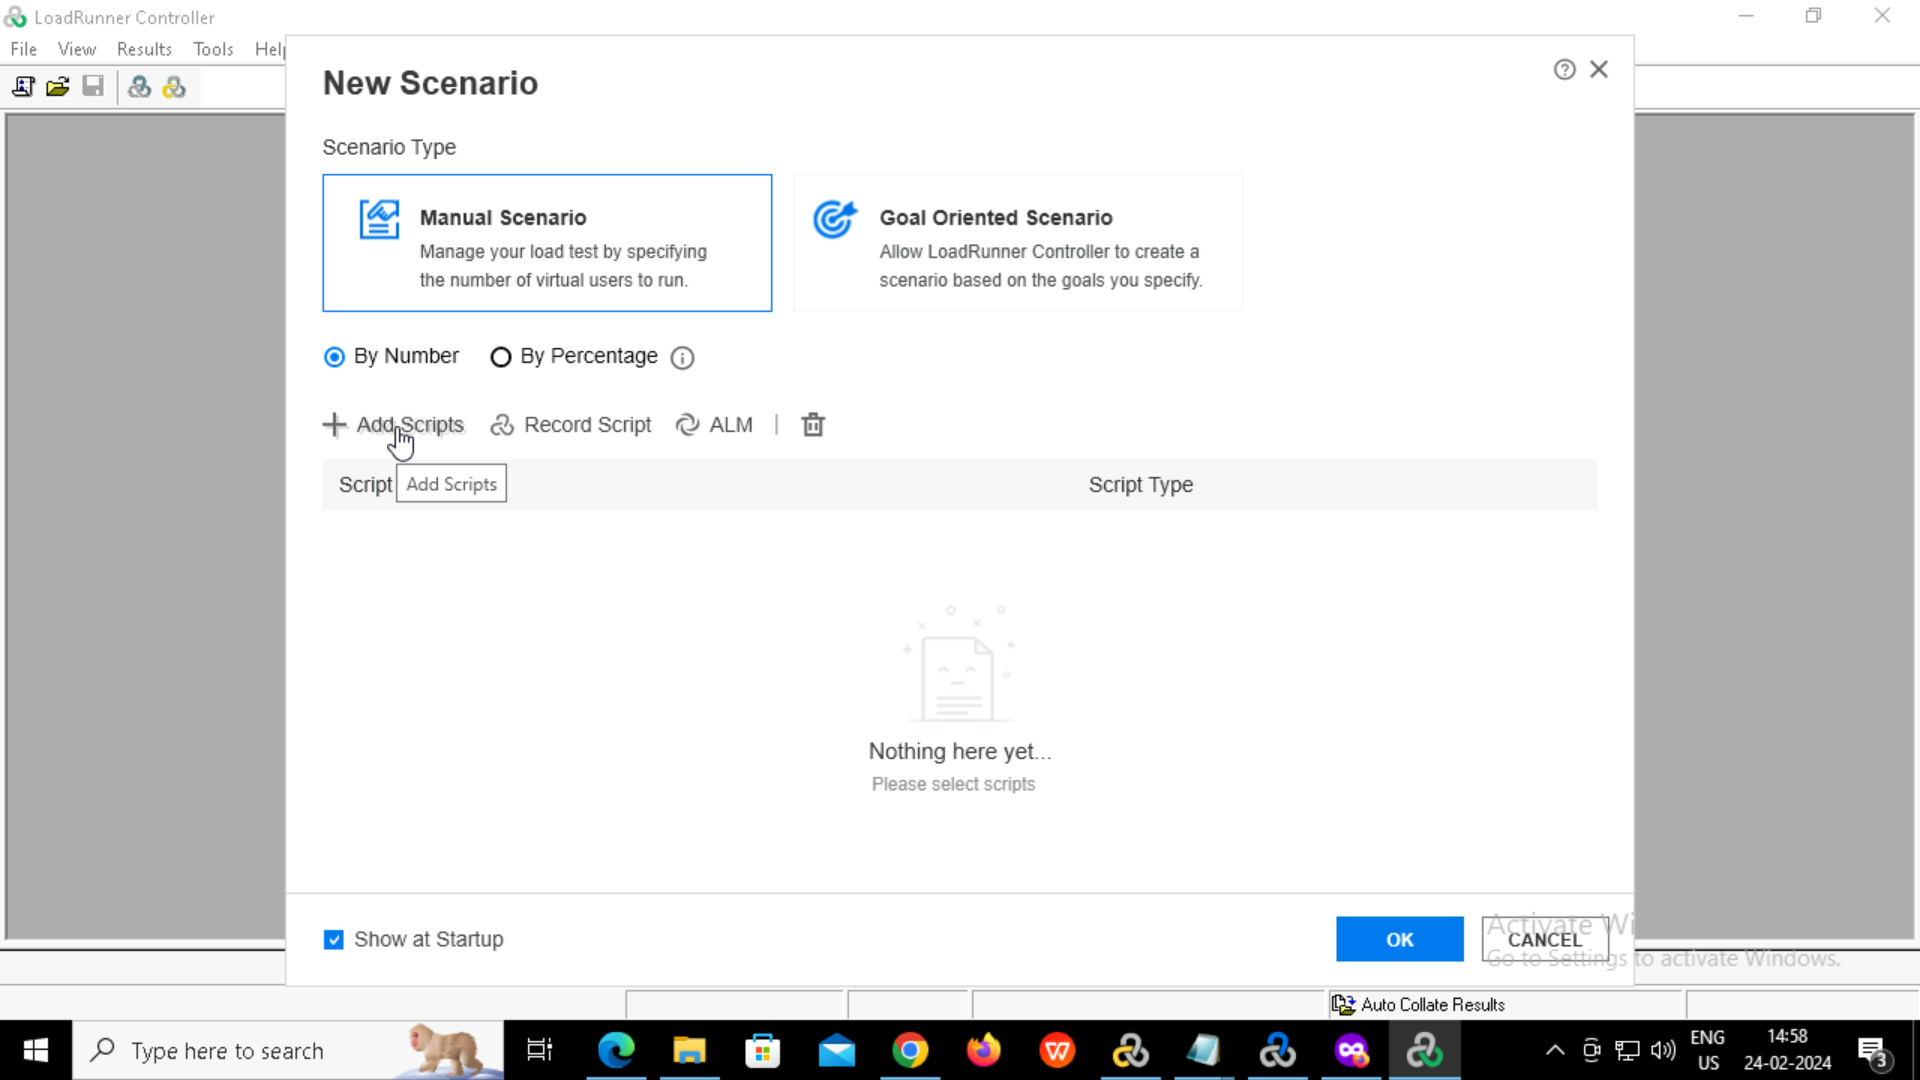 LoadRunner Controller
File View Results Tools Help
New Scenario
Scenario Type
Manual Scenario
Manage your load test by specifying
the number of virtual users to run.
Goal Oriented Scenario
Allow LoadRunner Controller to create a
scenario based on the goals you specify.
By Number By Percentage
Add Scripts Record Script ALM
Script Script Type
Add Scripts
Nothing here yet...
Please select scripts
Show at Startup
OK
CANCEL
Activate Wi
Go to Settings to activate Windows.
Auto Collate Results
Type here to search
ENG
US
14:58
24-02-2024
3